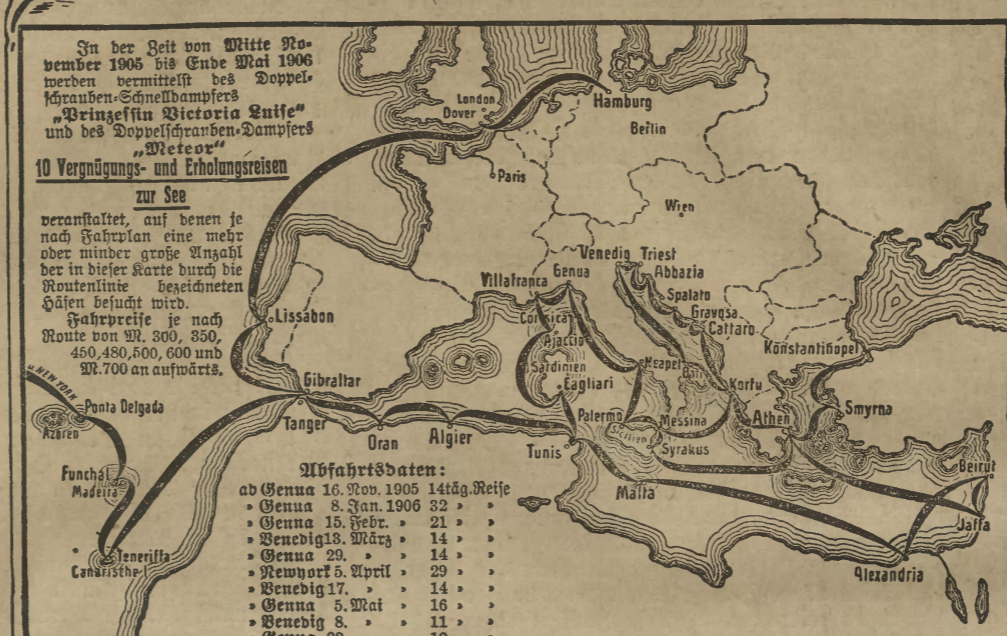 In der Zeit von Mitte No-
vember 1905 bis Ende Mai 1906
werden vermittelst des Doppel-
schrauben-Schnelldampfers
„Prinzessin Victoria Luise“
und des Doppelschrauben-Dampfers
„Meteor“
10 Vergnügungs- und Erholungsreisen
zur See
veranstaltet, auf denen je
nach Fahrplan eine mehr
oder minder große Anzahl
der in dieser Karte durch die
Routenlinie bezeichneten
Häfen besucht wird.
Fahrpreise je nach
Route von M. 300, 350,
450, 480, 500, 600 und
M. 700 an aufwärts.
London
Dover
Hamburg
Berlin
Paris
Wien
Venedig
Triest
Abbazia
Genua
Villafranca
Spalato
Gravosa
Cattaro
Corsica
Ajaccio
Lissabon
Konstantinopel
Sardinien
Cagliari
Neapel
Bari
Korfu
Gibraltar
Tanger
Oran
Algier
Tunis
Palermo
Messina
Sicilien
Syrakus
Athen
Smyrna
v. NEW YORK
Ponta Delgada
Azoren
Funchal
Madeira
Teneriffa
Canarische I
Malta
Beirut
Jaffa
Alexandria
Abfahrtsdaten:
ab Genua 16. Nov. 1905 14täg. Reise
» Genua 8. Jan. 1906 32 » »
» Genua 15. Febr. » 21 » »
» Venedig 13. März » 14 » »
» Genua 29. » » 14 » »
» Newyork 5. April » 29 » »
» Venedig 17. » » 14 » »
» Genua 5. Mai » 16 » »
» Venedig 8. » » 11 » »